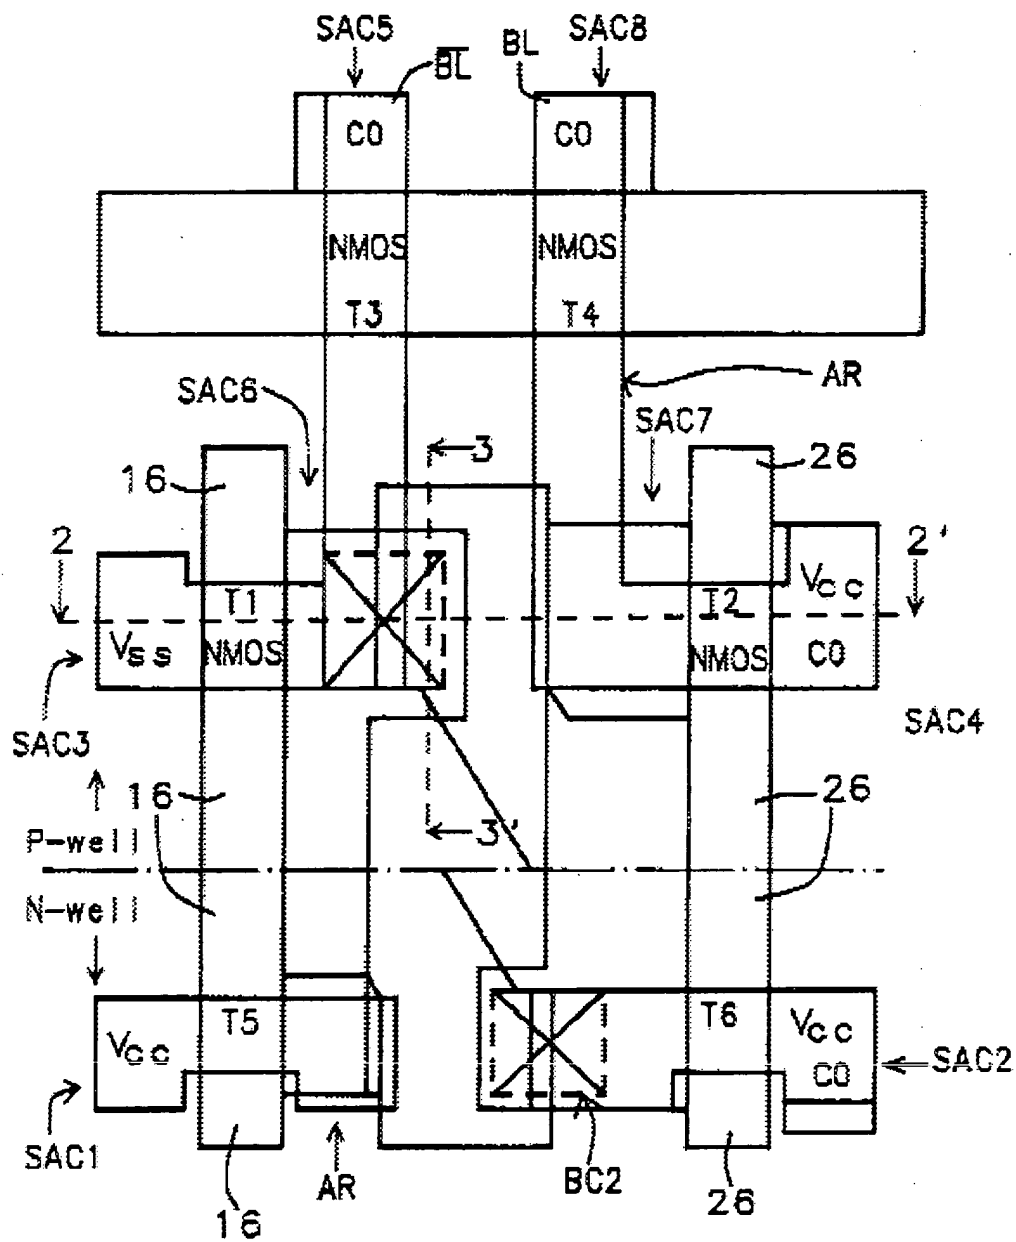 SAC5
SAC8
BL
BL
CO
CO
NMOS
NMOS
T3
T4
AR
SAC6
SAC7
3
16
26
2
2'
T1
T2
Vcc
Vss
NMOS
NMOS
CO
SAC3
SAC4
16
26
3'
P-well
N-well
T5
T6
Vcc
Vcc
CO
SAC2
SAC1
AR
BC2
16
26